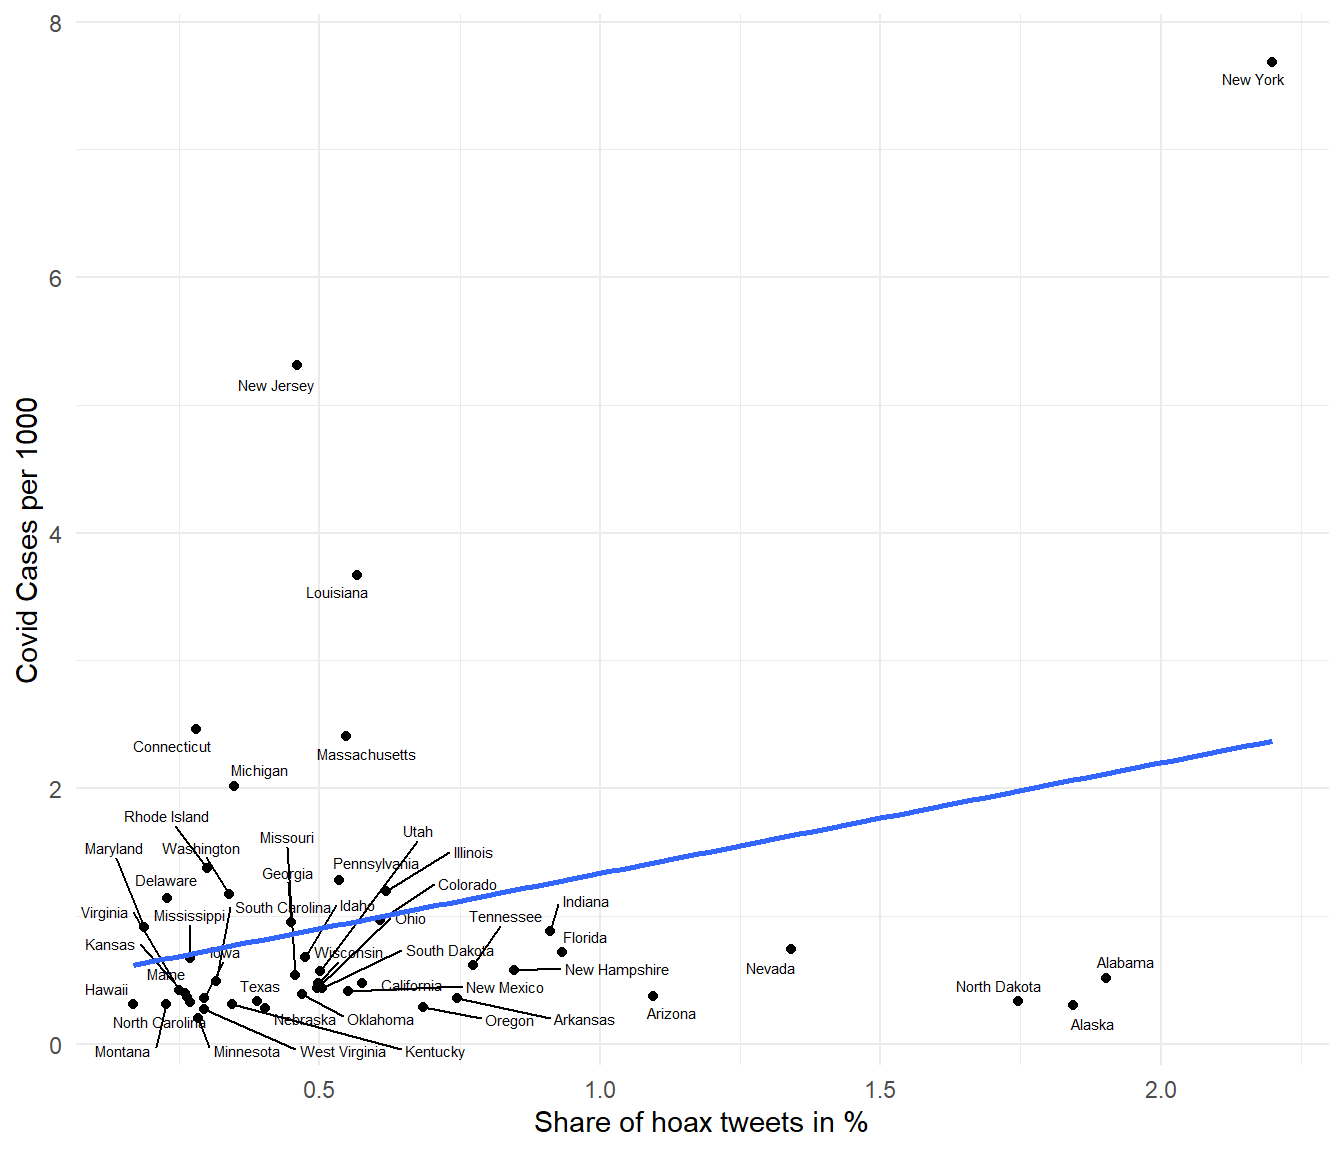 8
New York
6
New Jersey
Covid Cases per 1000
4
Louisiana
Connecticut
Massachusetts
Michigan
2
Rhode Island
Missouri
Utah
Maryland
Washington
Illinois
Pennsylvania
Georgia
Delaware
Colorado
Indiana
Idaho
South Carolina
Virginia
Mississippi
Ohio
Tennessee
Florida
Kansas
Iowa
Wisconsin
South Dakota
Alabama
Maine
New Hampshire
Nevada
Hawaii
Texas
California
New Mexico
North Dakota
Arizona
North Carolina
Nebraska
Oklahoma
Oregon
Arkansas
Alaska
0
Montana
Minnesota
West Virginia
Kentucky
0.5
1.0
1.5
2.0
Share of hoax tweets in %